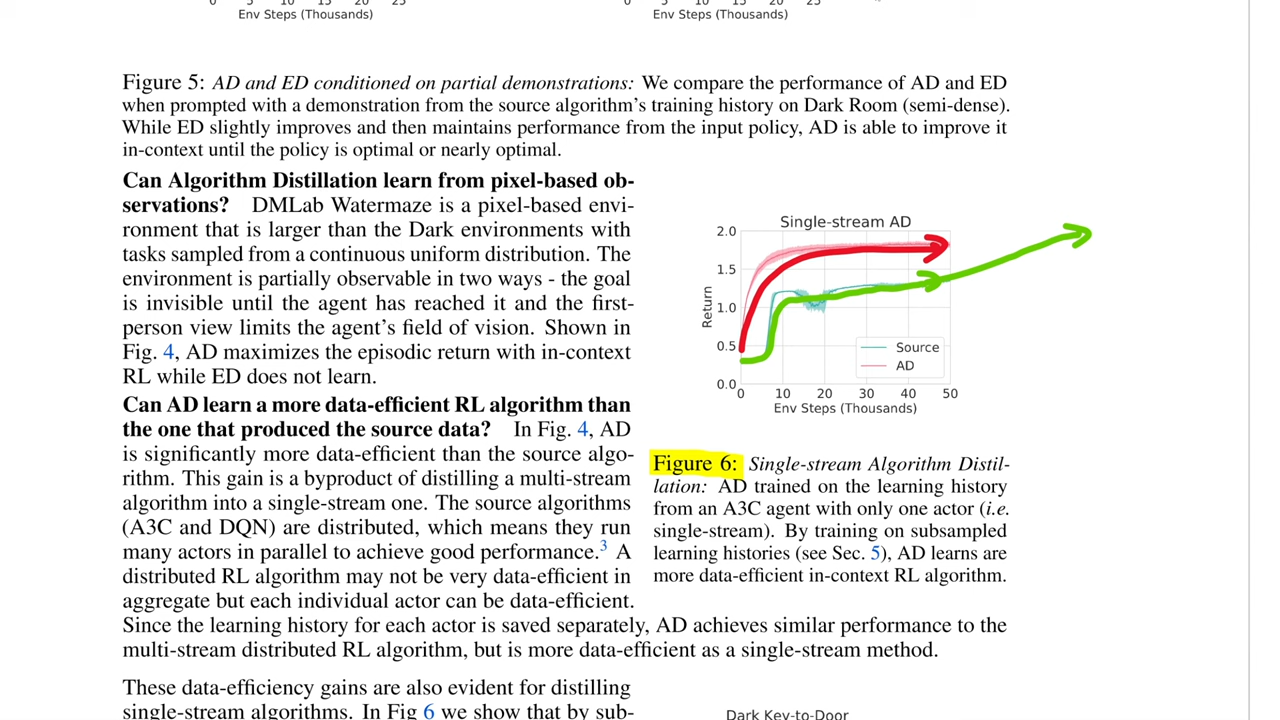 0 5 10 15 20 25
Env Steps (Thousands)
0 5 10 15 20 25
Env Steps (Thousands)
Figure 5: AD and ED conditioned on partial demonstrations: We compare the performance of AD and ED
when prompted with a demonstration from the source algorithm's training history on Dark Room (semi-dense).
While ED slightly improves and then maintains performance from the input policy, AD is able to improve it
in-context until the policy is optimal or nearly optimal.
Can Algorithm Distillation learn from pixel-based ob-
servations? DMLab Watermaze is a pixel-based envi-
ronment that is larger than the Dark environments with
tasks sampled from a continuous uniform distribution. The
environment is partially observable in two ways - the goal
is invisible until the agent has reached it and the first-
person view limits the agent's field of vision. Shown in
Fig. 4, AD maximizes the episodic return with in-context
RL while ED does not learn.
Can AD learn a more data-efficient RL algorithm than
the one that produced the source data? In Fig. 4, AD
is significantly more data-efficient than the source algo-
rithm. This gain is a byproduct of distilling a multi-stream
algorithm into a single-stream one. The source algorithms
(A3C and DQN) are distributed, which means they run
many actors in parallel to achieve good performance.3 A
distributed RL algorithm may not be very data-efficient in
aggregate but each individual actor can be data-efficient.
Since the learning history for each actor is saved separately, AD achieves similar performance to the
multi-stream distributed RL algorithm, but is more data-efficient as a single-stream method.
Single-stream AD
Return
2.0
1.5
1.0
0.5
0.0
Source
AD
0 10 20 30 40 50
Env Steps (Thousands)
Figure 6: Single-stream Algorithm Distil-
lation: AD trained on the learning history
from an A3C agent with only one actor (i.e.
single-stream). By training on subsampled
learning histories (see Sec. 5), AD learns are
more data-efficient in-context RL algorithm.
These data-efficiency gains are also evident for distilling
single-stream algorithms. In Fig 6 we show that by sub-
Dark Key-to-Door